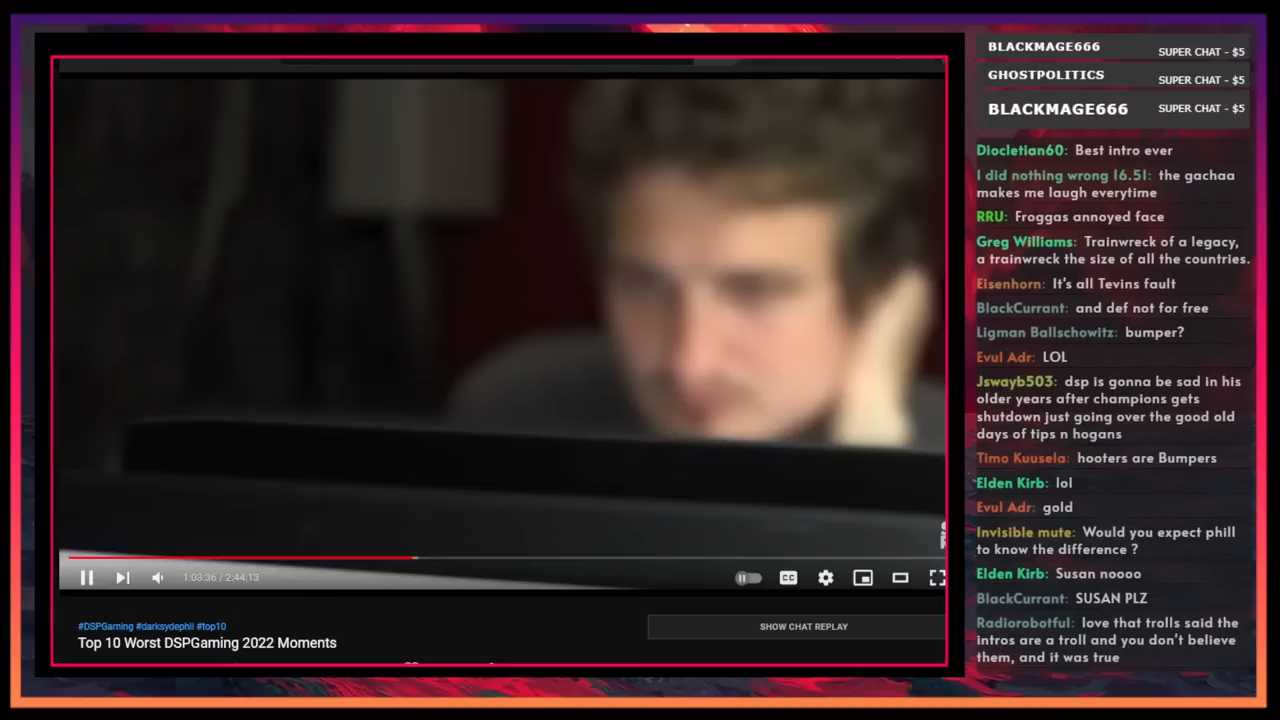 BLACKMAGE666 SUPER CHAT - $5
GHOSTPOLITICS SUPER CHAT - $5
BLACKMAGE666 SUPER CHAT - $5
Diocletian60: Best intro ever
I did nothing wrong 16.51: the gachaa
makes me laugh everytime
RRU: Froggas annoyed face
Greg Williams: Trainwreck of a legacy,
a trainwreck the size of all the countries.
Eisenhorn: It's all Tevins fault
BlackCurrant: and def not for free
Ligman Ballschowitz: bumper?
Evul Adr: LOL
Jswayb503: dsp is gonna be sad in his
older years after champions gets
shutdown just going over the good old
days of tips n hogans
Timo Kuusela: hooters are Bumpers
Elden Kirb: lol
Evul Adr: gold
Invisible mute: Would you expect phill
to know the difference ?
Elden Kirb: Susan noooo
BlackCurrant: SUSAN PLZ
Radiorobotful: love that trolls said the
intros are a troll and you don't believe
them, and it was true
1:03:36 / 2:44:13
CC
#DSPGaming #darksydephil #top10
Top 10 Worst DSPGaming 2022 Moments
SHOW CHAT REPLAY